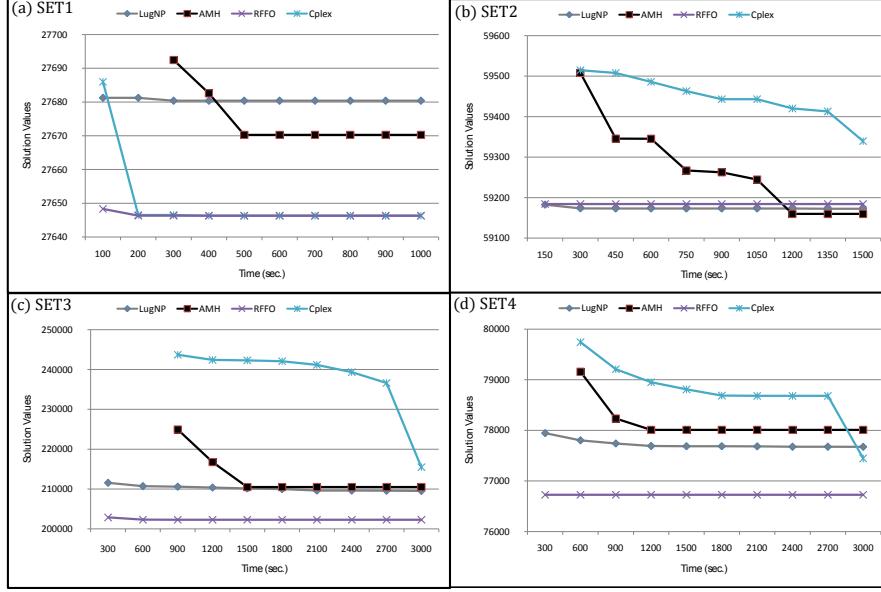 (a) SET1
LugNP AMH RFFO Cplex
27700
27690
27680
27670
27660
27650
27640
Solution Values
100 200 300 400 500 600 700 800 900 1000
Time (sec.)
(b) SET2
LugNP AMH RFFO Cplex
59600
59500
59400
59300
59200
59100
Solution Values
150 300 450 600 750 900 1050 1200 1350 1500
Time (sec.)
(c) SET3
LugNP AMH RFFO Cplex
250000
240000
230000
220000
210000
200000
Solution Values
300 600 900 1200 1500 1800 2100 2400 2700 3000
Time (sec.)
(d) SET4
LugNP AMH RFFO Cplex
80000
79000
78000
77000
76000
Solution Values
300 600 900 1200 1500 1800 2100 2400 2700 3000
Time (sec.)